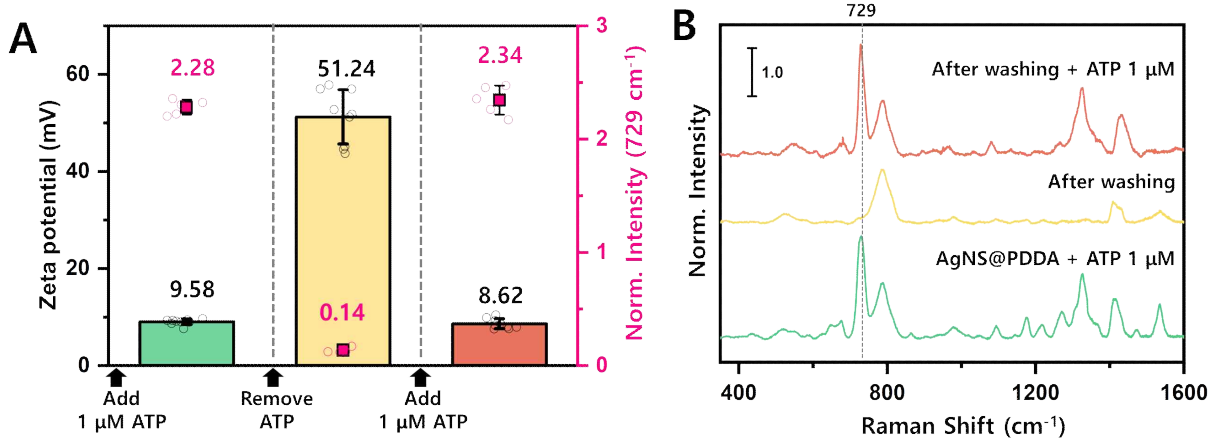 A
Zeta potential (mV)
60
40
20
0
2.28
9.58
51.24
0.14
2.34
8.62
3
2
1
0
Norm. Intensity (729 cm⁻¹)
Add
1 μM ATP
Remove
ATP
Add
1 μM ATP
B
729
1.0
After washing + ATP 1 μM
After washing
AgNS@PDDA + ATP 1 μM
Norm. Intensity
400
800
1200
1600
Raman Shift (cm⁻¹)